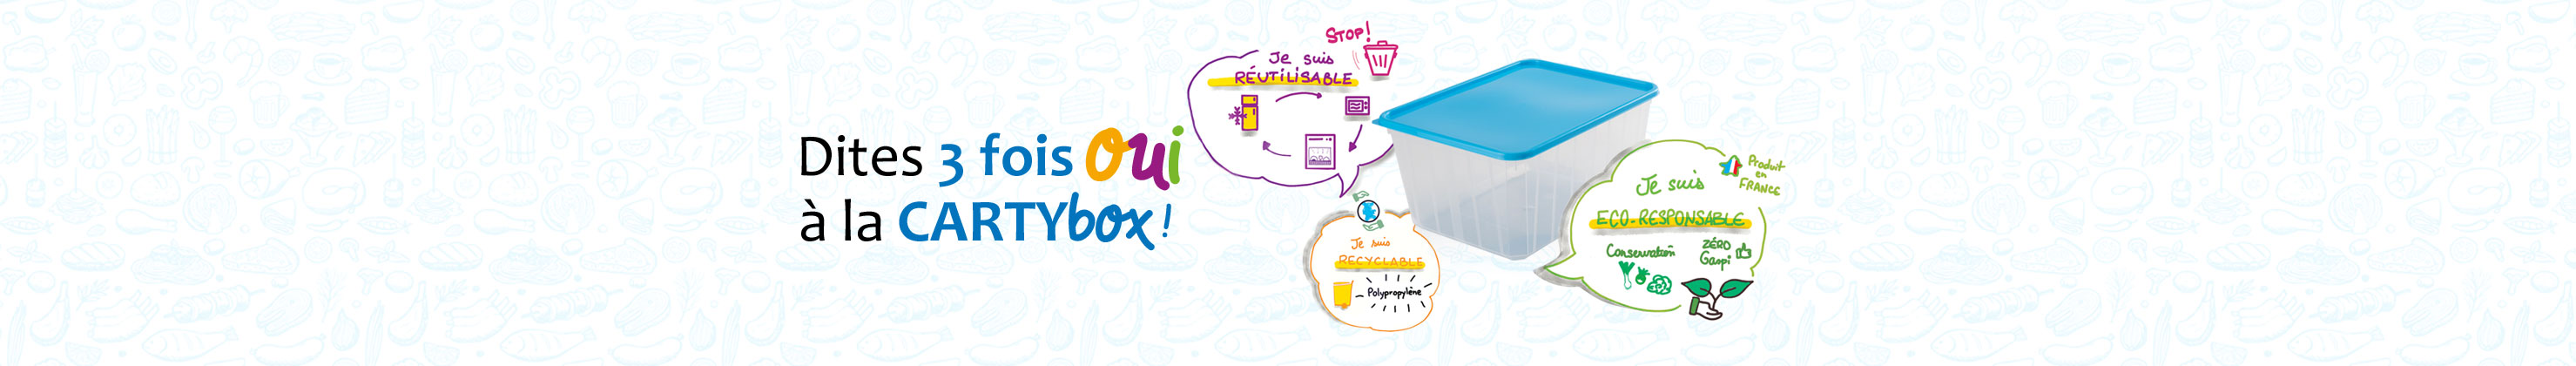 Dites 3 fois oui
à la CARTYbox !
STOP!
Je suis
RÉUTILISABLE
Je suis
RECYCLABLE
Polypropylène
Produit
en
FRANCE
Je suis
ECO-RESPONSABLE
Conservation
ZÉRO
Gaspi